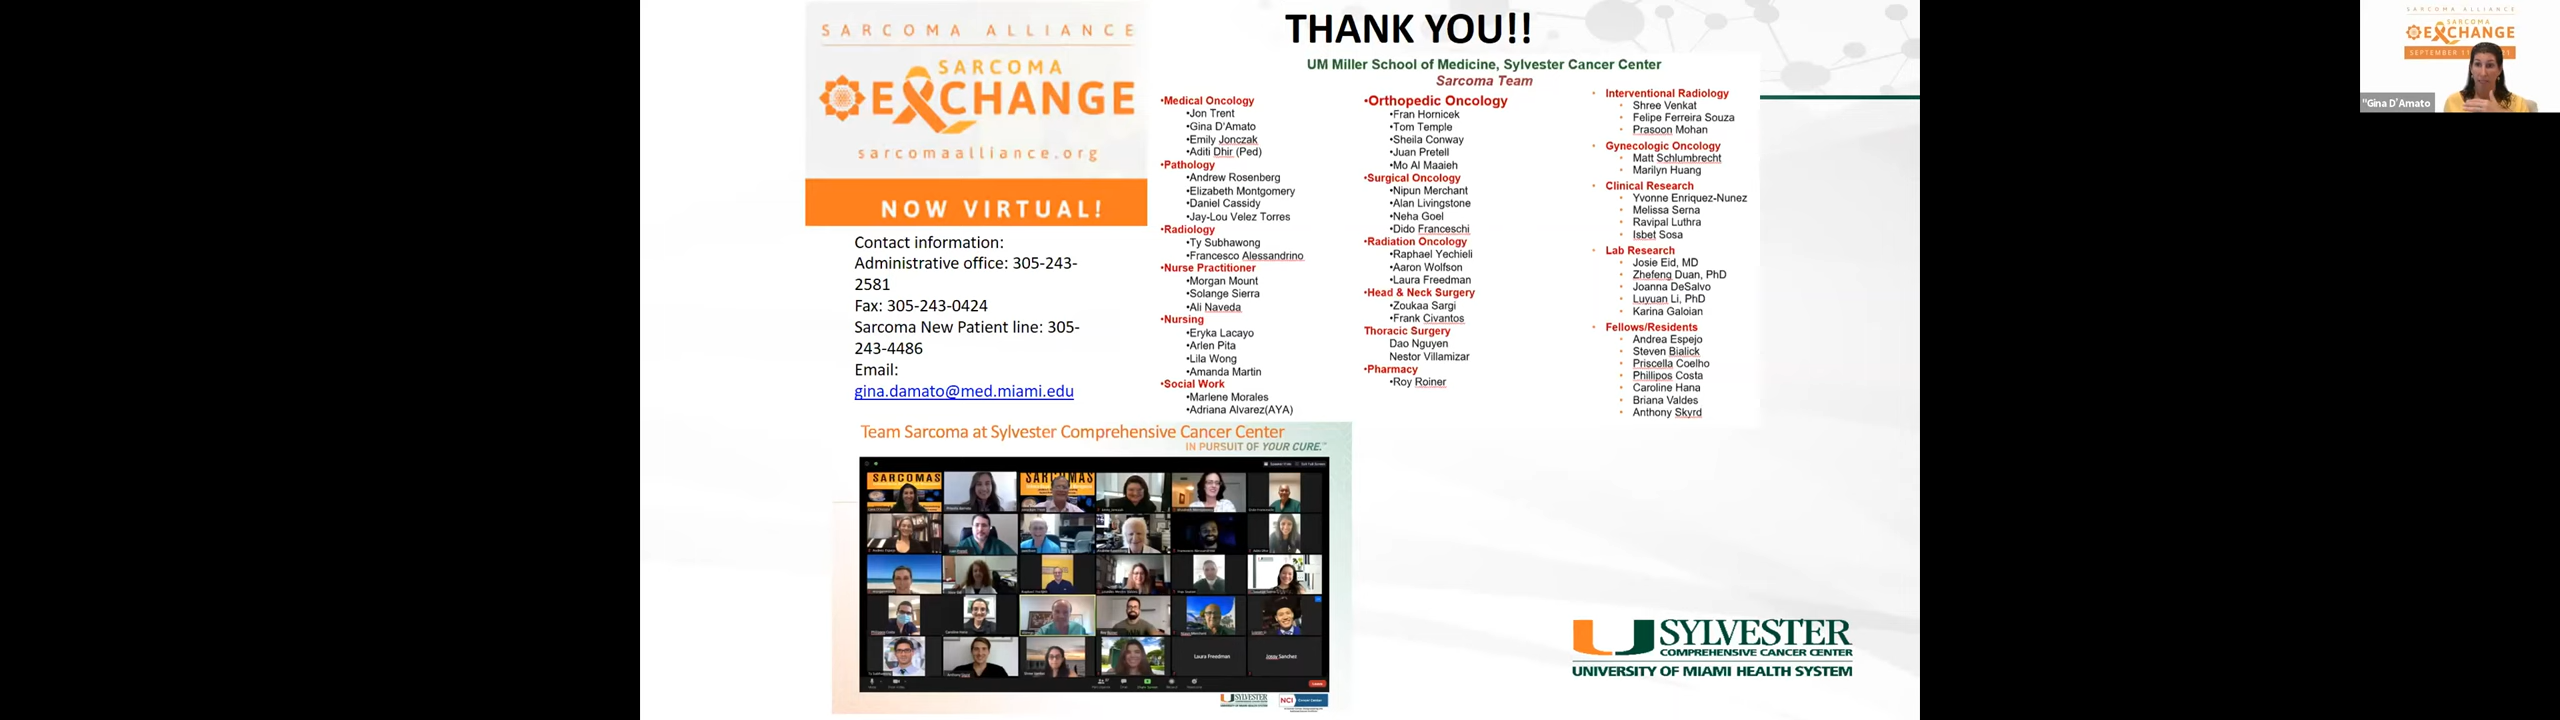 SARCOMA ALLIANCE
SARCOMA
EXCHANGE
sarcomaalliance.org
NOW VIRTUAL!
Contact information:
Administrative office: 305-243-
2581
Fax: 305-243-0424
Sarcoma New Patient line: 305-
243-4486
Email:
gina.damato@med.miami.edu
THANK YOU!!
UM Miller School of Medicine, Sylvester Cancer Center
Sarcoma Team
•Medical Oncology
•Jon Trent
•Gina D'Amato
•Emily Jonczak
•Aditi Dhir (Ped)
•Pathology
•Andrew Rosenberg
•Elizabeth Montgomery
•Daniel Cassidy
•Jay-Lou Velez Torres
•Radiology
•Ty Subhawong
•Francesco Alessandrino
•Nurse Practitioner
•Morgan Mount
•Solange Sierra
•Ali Naveda
•Nursing
•Eryka Lacayo
•Arlen Pita
•Lila Wong
•Amanda Martin
•Social Work
•Marlene Morales
•Adriana Alvarez(AYA)
•Orthopedic Oncology
•Fran Hornicek
•Tom Temple
•Sheila Conway
•Juan Pretell
•Mo Al Maaieh
•Surgical Oncology
•Nipun Merchant
•Alan Livingstone
•Neha Goel
•Dido Franceschi
•Radiation Oncology
•Raphael Yechieli
•Aaron Wolfson
•Laura Freedman
•Head & Neck Surgery
•Zoukaa Sargi
•Frank Civantos
Thoracic Surgery
Dao Nguyen
Nestor Villamizar
•Pharmacy
•Roy Roiner
• Interventional Radiology
• Shree Venkat
• Felipe Ferreira Souza
• Prasoon Mohan
• Gynecologic Oncology
• Matt Schlumbrecht
• Marilyn Huang
• Clinical Research
• Yvonne Enriquez-Nunez
• Melissa Serna
• Ravipal Luthra
• Isbet Sosa
• Lab Research
• Josie Eid, MD
• Zhefeng Duan, PhD
• Joanna DeSalvo
• Luyuan Li, PhD
• Karina Galoian
• Fellows/Residents
• Andrea Espejo
• Steven Bialick
• Priscella Coelho
• Phillipos Costa
• Caroline Hana
• Briana Valdes
• Anthony Skyrd
Team Sarcoma at Sylvester Comprehensive Cancer Center
IN PURSUIT OF YOUR CURE.
SARCOMAS
SARCOMAS
Laura Freedman
Josy Sanchez
SYLVESTER
NCI
SYLVESTER
COMPREHENSIVE CANCER CENTER
UNIVERSITY OF MIAMI HEALTH SYSTEM
SARCOMA ALLIANCE
SARCOMA
EXCHANGE
SEPTEMBER
"Gina D'Amato